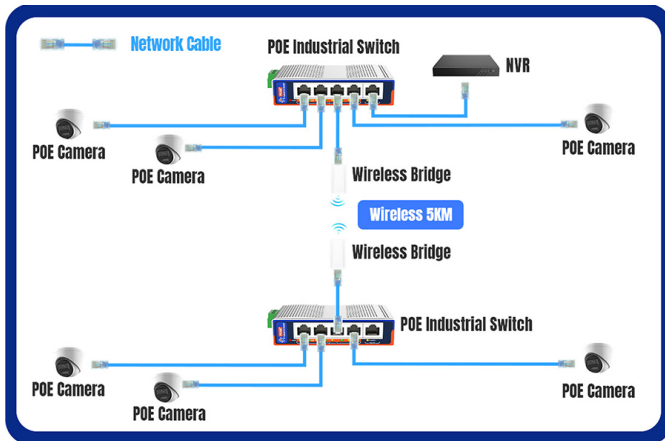 Network Cable
POE Industrial Switch
NVR
POE Camera
POE Camera
POE Camera
Wireless Bridge
Wireless 5KM
Wireless Bridge
POE Industrial Switch
POE Camera
POE Camera
POE Camera